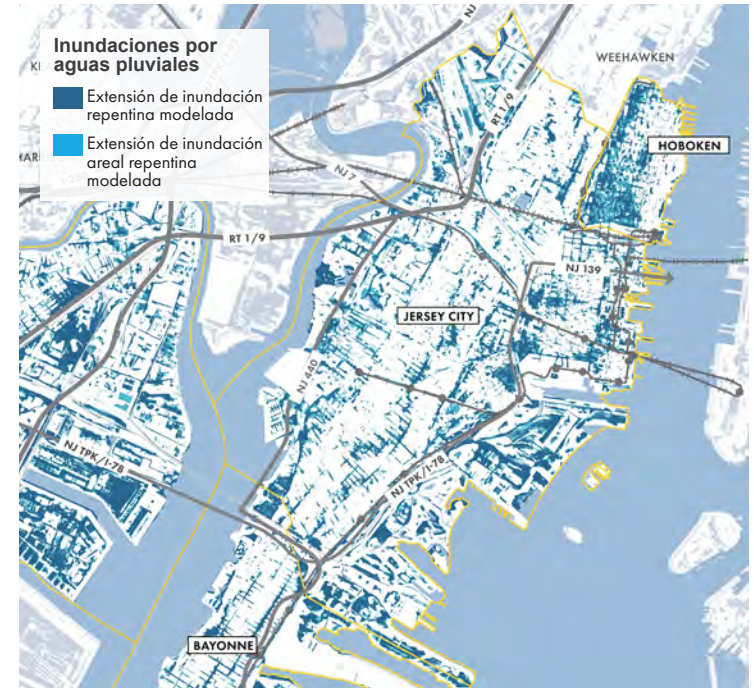 Inundaciones por
aguas pluviales
Extensión de inundación
repentina modelada
Extensión de inundación
areal repentina
modelada
WEEHAWKEN
HOBOKEN
RT 1/9
NJ 7
RT 1/9
NJ 139
JERSEY CITY
NJ 440
NJ TPK/I-78
NJ TPK/I-78
BAYONNE